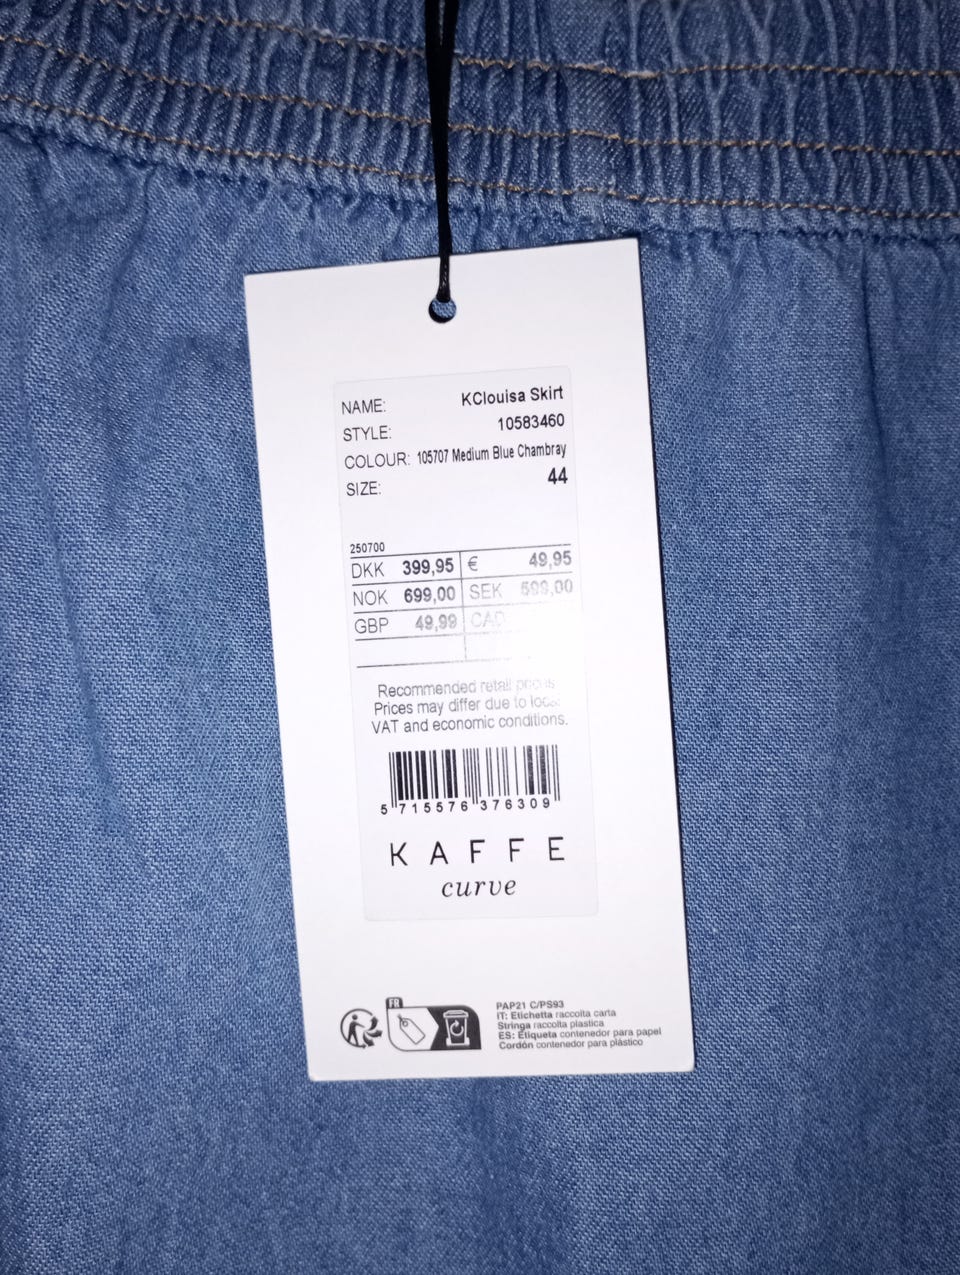 NAME: KClouisa Skirt
STYLE: 10583460
COLOUR: 105707 Medium Blue Chambray
SIZE: 44
250700
DKK 399,95 € 49,95
NOK 699,00 SEK 599,00
GBP 49,99 CAD
Recommended retail prices.
Prices may differ due to local
VAT and economic conditions.
5 715576 376309
KAFFE
curve
FR
PAP21 C/PS93
IT: Etichetta raccolta carta
Stringa raccolta plastica
ES: Etiqueta contenedor para papel
Cordón contenedor para plástico